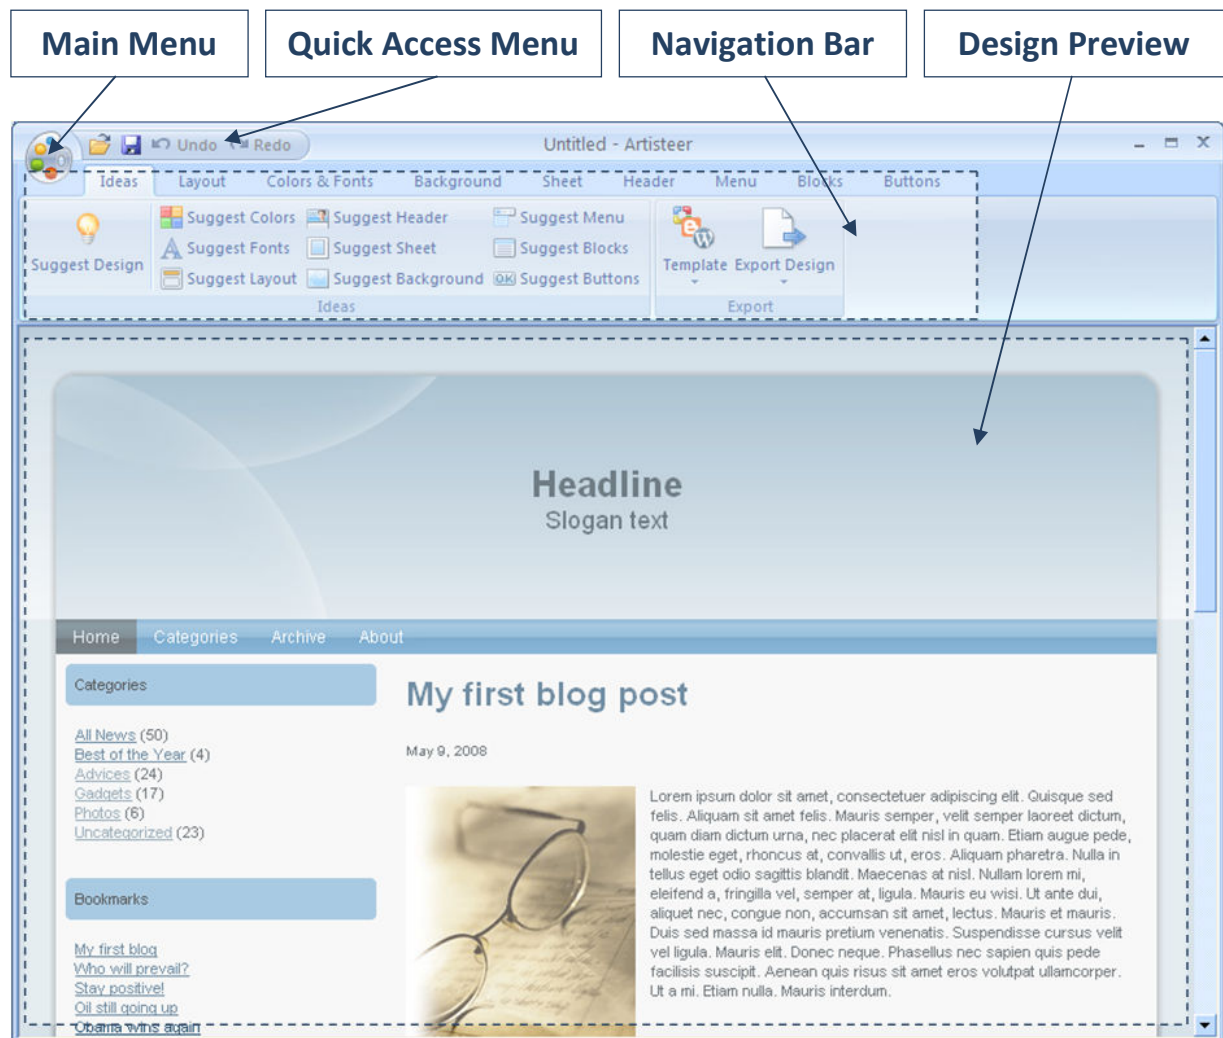 Main Menu
Quick Access Menu
Navigation Bar
Design Preview
Undo Redo
Untitled - Artisteer
Ideas Layout Colors & Fonts Background Sheet Header Menu Blocks Buttons
Suggest Design
Suggest Colors
Suggest Fonts
Suggest Layout
Suggest Header
Suggest Sheet
Suggest Background
Suggest Menu
Suggest Blocks
OK Suggest Buttons
Ideas
Template
Export Design
Export
Headline
Slogan text
Home Categories Archive About
Categories
All News (50)
Best of the Year (4)
Advices (24)
Gadgets (17)
Photos (6)
Uncategorized (23)
Bookmarks
My first blog
Who will prevail?
Stay positive!
Oil still going up
Obama wins again
My first blog post
May 9, 2008
Lorem ipsum dolor sit amet, consectetuer adipiscing elit. Quisque sed
felis. Aliquam sit amet felis. Mauris semper, velit semper laoreet dictum,
quam diam dictum urna, nec placerat elit nisl in quam. Etiam augue pede,
molestie eget, rhoncus at, convallis ut, eros. Aliquam pharetra. Nulla in
tellus eget odio sagittis blandit. Maecenas at nisl. Nullam lorem mi,
eleifend a, fringilla vel, semper at, ligula. Mauris eu wisi. Ut ante dui,
aliquet nec, congue non, accumsan sit amet, lectus. Mauris et mauris.
Duis sed massa id mauris pretium venenatis. Suspendisse cursus velit
vel ligula. Mauris elit. Donec neque. Phasellus nec sapien quis pede
facilisis suscipit. Aenean quis risus sit amet eros volutpat ullamcorper.
Ut a mi. Etiam nulla. Mauris interdum.